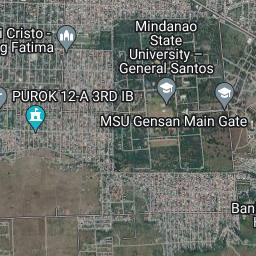 i Cristo -
g Fatima
Mindanao
State
University –
General Santos
PUROK 12-A 3RD IB
MSU Gensan Main Gate
Ban